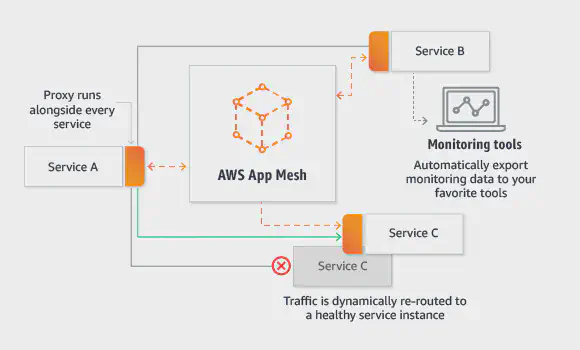 Service B
Proxy runs
alongside every
service
Service A
AWS App Mesh
Monitoring tools
Automatically export
monitoring data to your
favorite tools
Service C
Service C
Traffic is dynamically re-routed to
a healthy service instance